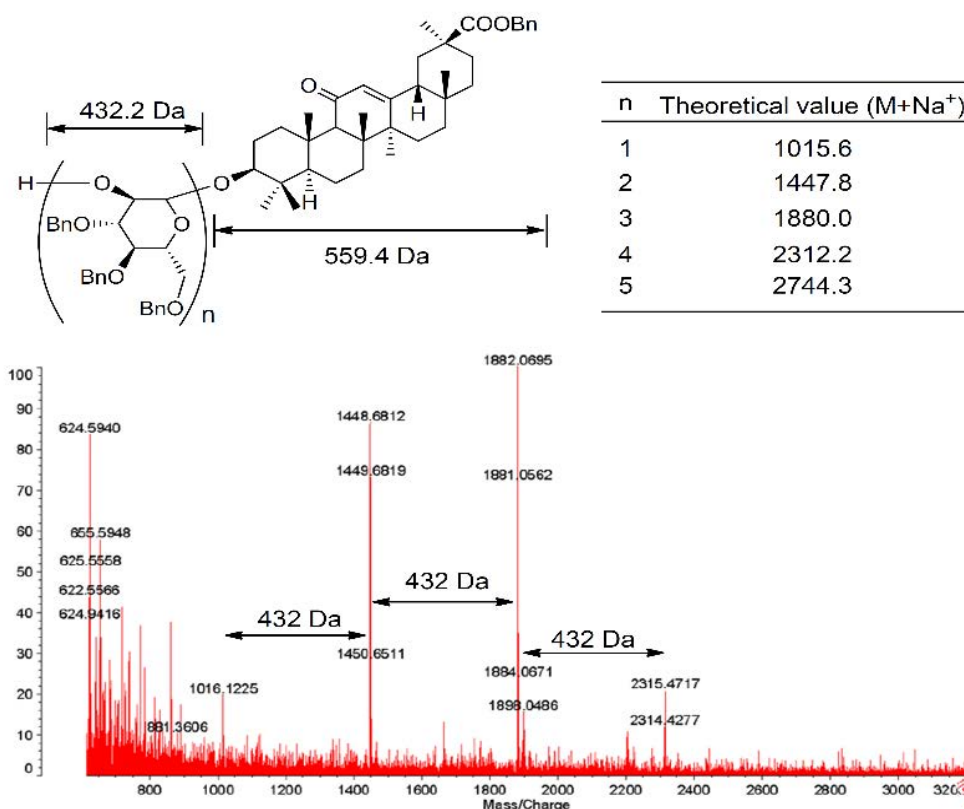 COOBn
O
H
432.2 Da
H
O
O
H
BnO
O
559.4 Da
BnO
BnO
n
n Theoretical value (M+Na+)
1 1015.6
2 1447.8
3 1880.0
4 2312.2
5 2744.3
1882.0695
100
90
1448.6812
624.5940
80
1449.6819
1881.0562
70
60
655.5948
625.5558
50
432 Da
622.5566
40
624.9416
432 Da
432 Da
30
1450.6511
1884.0671
20
1016.1225
2315.4717
1898.0486
881.3606
2314.4277
10
0
800 1000 1200 1400 1600 1800 2000 2200 2400 2600 2800 3000
Mass/Charge